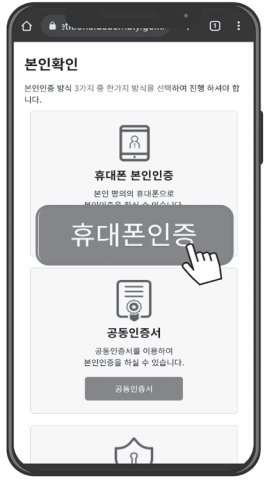 1
본인확인
본인인증 방식 3가지 중 한가지 방식을 선택하여 진행 하셔야 합
니다.
휴대폰 본인인증
본인 명의의 휴대폰으로
휴대폰인증
공동인증서
공동인증서를 이용하여
본인인증을 하실 수 있습니다.
공동인증서